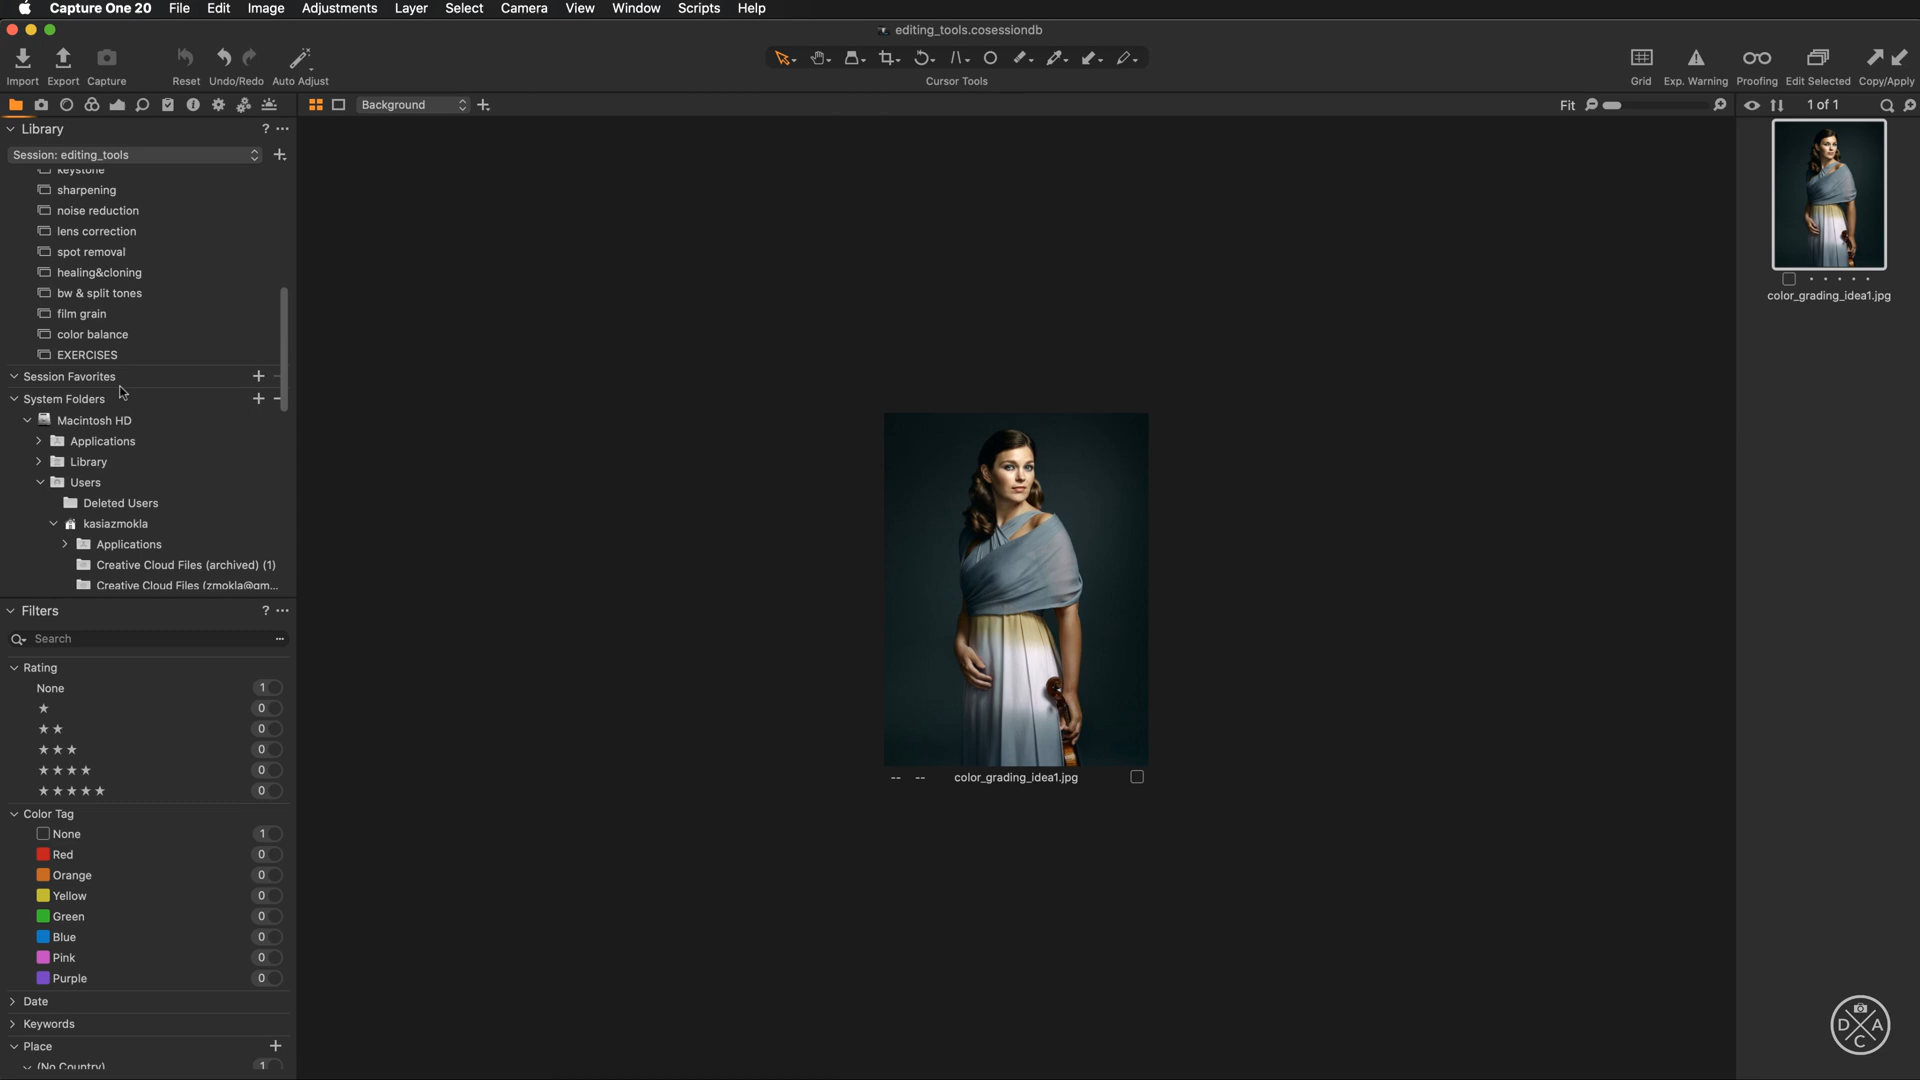 Capture One 20 File Edit Image Adjustments Layer Select Camera View Window Scripts Help
editing_tools.cosessiondb
Import Export Capture Reset Undo/Redo Auto Adjust
Cursor Tools
Grid Exp. Warning Proofing Edit Selected Copy/Apply
Background
Fit
1 of 1
Library
? ...
Session: editing_tools
keystone
sharpening
noise reduction
lens correction
spot removal
healing&cloning
bw & split tones
film grain
color balance
EXERCISES
Session Favorites
System Folders
Macintosh HD
Applications
Library
Users
Deleted Users
kasiazmokla
Applications
Creative Cloud Files (archived) (1)
Creative Cloud Files (zmokla@gm...
Filters
? ...
Search
Rating
None 1
★ 0
★ ★ 0
★ ★ ★ 0
★ ★ ★ ★ 0
★ ★ ★ ★ ★ 0
Color Tag
None 1
Red 0
Orange 0
Yellow 0
Green 0
Blue 0
Pink 0
Purple 0
Date
Keywords
Place
(No Country) 1
-- -- color_grading_idea1.jpg
color_grading_idea1.jpg
D A C